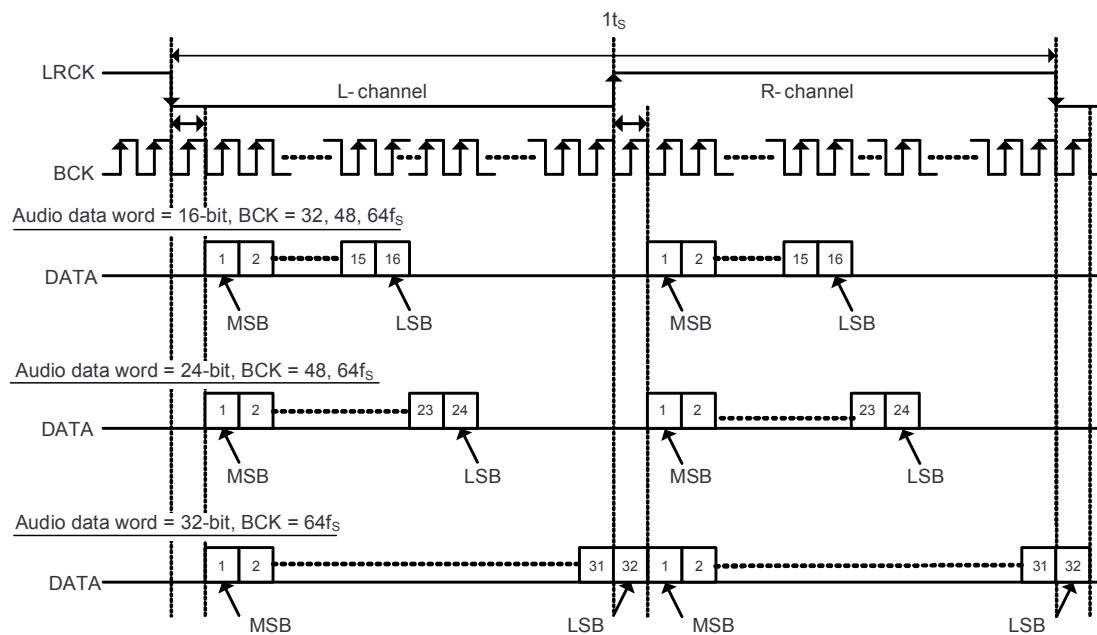 1tS
LRCK
L- channel
R- channel
BCK
Audio data word = 16-bit, BCK = 32, 48, 64fS
DATA
1 2 15 16 1 2 15 16
MSB LSB MSB LSB
Audio data word = 24-bit, BCK = 48, 64fS
DATA
1 2 23 24 1 2 23 24
MSB LSB MSB LSB
Audio data word = 32-bit, BCK = 64fS
DATA
1 2 31 32 1 2 31 32
MSB LSB MSB LSB